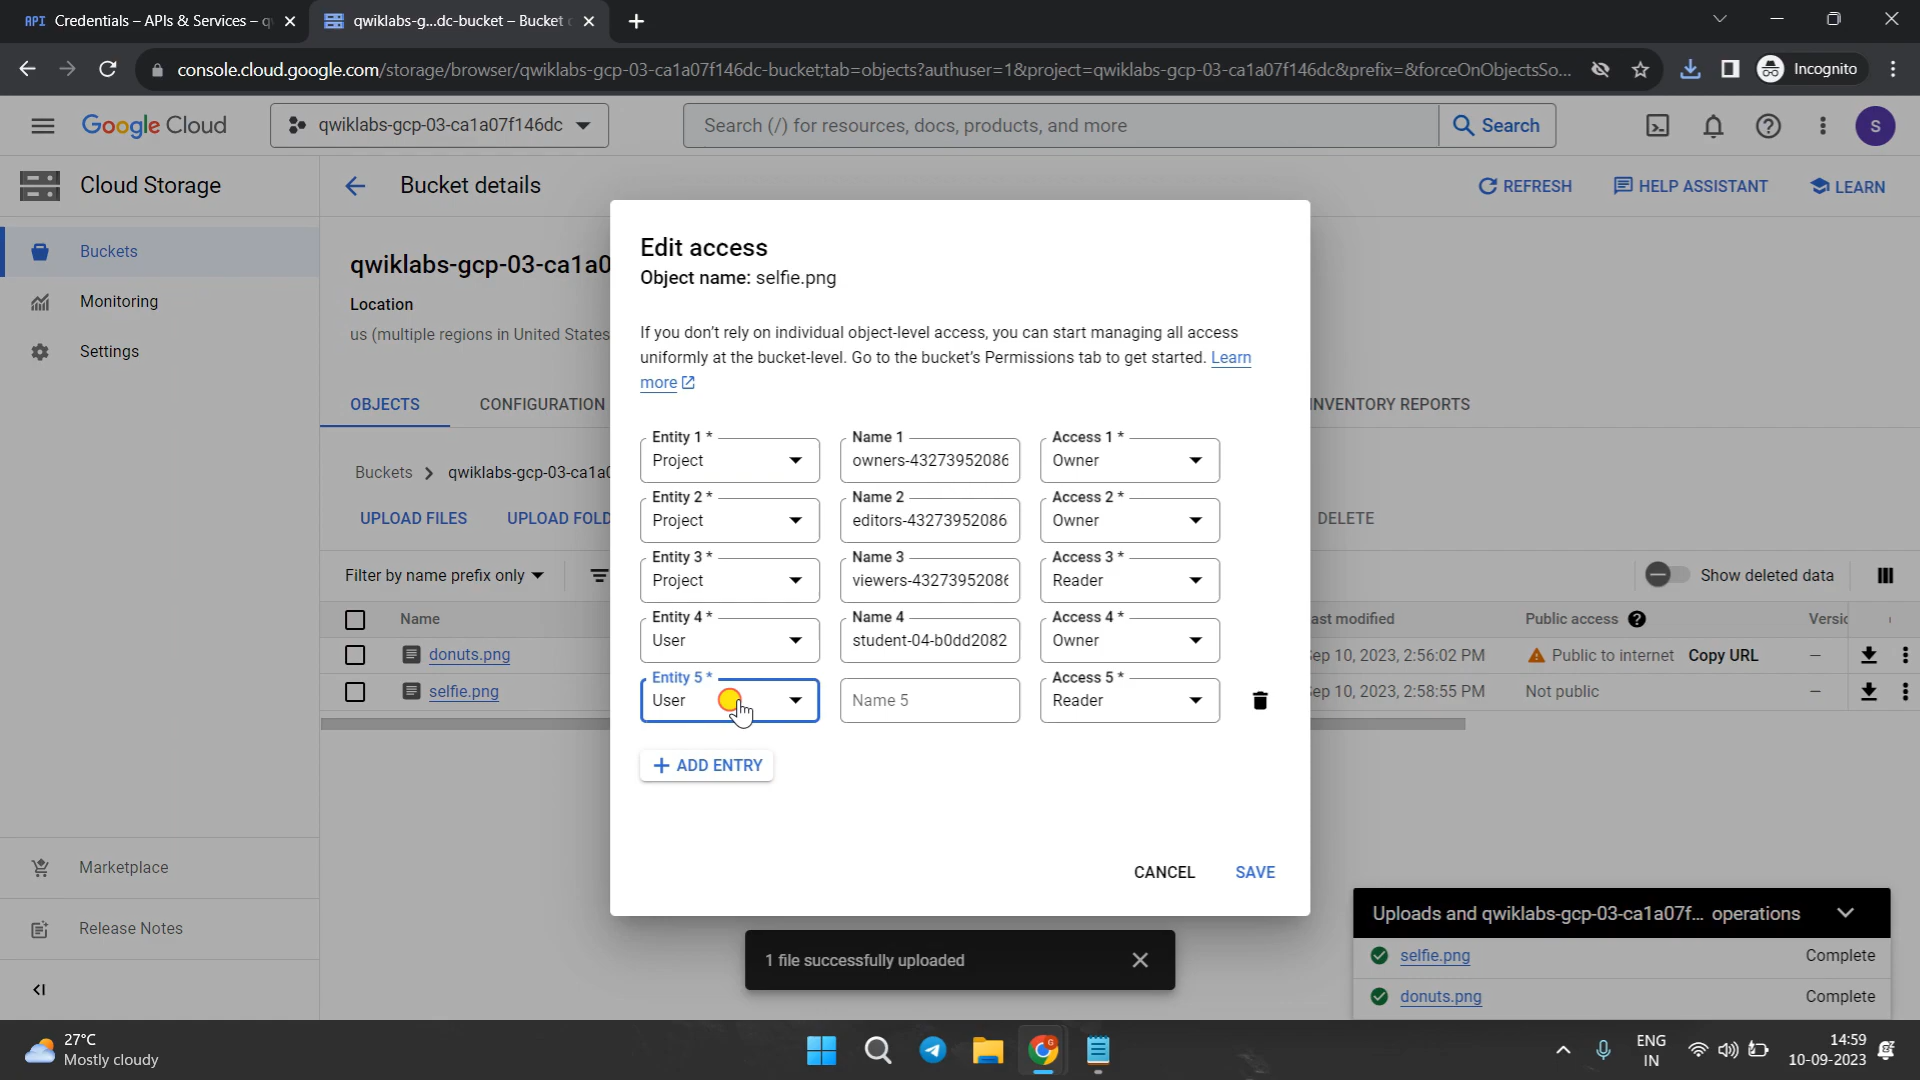 API Credentials – APIs & Services – q
qwiklabs-g...dc-bucket – Bucket
console.cloud.google.com/storage/browser/qwiklabs-gcp-03-ca1a07f146dc-bucket;tab=objects?authuser=1&project=qwiklabs-gcp-03-ca1a07f146dc&prefix=&forceOnObjectsSo...
Incognito
Google Cloud
qwiklabs-gcp-03-ca1a07f146dc
Search (/) for resources, docs, products, and more
Search
S
Cloud Storage
Bucket details
REFRESH
HELP ASSISTANT
LEARN
Buckets
Monitoring
Settings
Marketplace
Release Notes
qwiklabs-gcp-03-ca1a0
Location
us (multiple regions in United States
OBJECTS
CONFIGURATION
INVENTORY REPORTS
Buckets > qwiklabs-gcp-03-ca1a0
UPLOAD FILES
UPLOAD FOLD
DELETE
Filter by name prefix only
Show deleted data
Name
ast modified
Public access
Versic
donuts.png
Sep 10, 2023, 2:56:02 PM
Public to internet
Copy URL
–
selfie.png
Sep 10, 2023, 2:58:55 PM
Not public
–
Edit access
Object name: selfie.png
If you don't rely on individual object-level access, you can start managing all access
uniformly at the bucket-level. Go to the bucket's Permissions tab to get started. Learn
more
Entity 1 *
Project
Name 1
owners-43273952086
Access 1 *
Owner
Entity 2 *
Project
Name 2
editors-43273952086
Access 2 *
Owner
Entity 3 *
Project
Name 3
viewers-43273952086
Access 3 *
Reader
Entity 4 *
User
Name 4
student-04-b0dd2082
Access 4 *
Owner
Entity 5 *
User
Name 5
Access 5 *
Reader
+ ADD ENTRY
CANCEL
SAVE
1 file successfully uploaded
Uploads and qwiklabs-gcp-03-ca1a07f... operations
selfie.png
Complete
donuts.png
Complete
27°C
Mostly cloudy
ENG
IN
14:59
10-09-2023